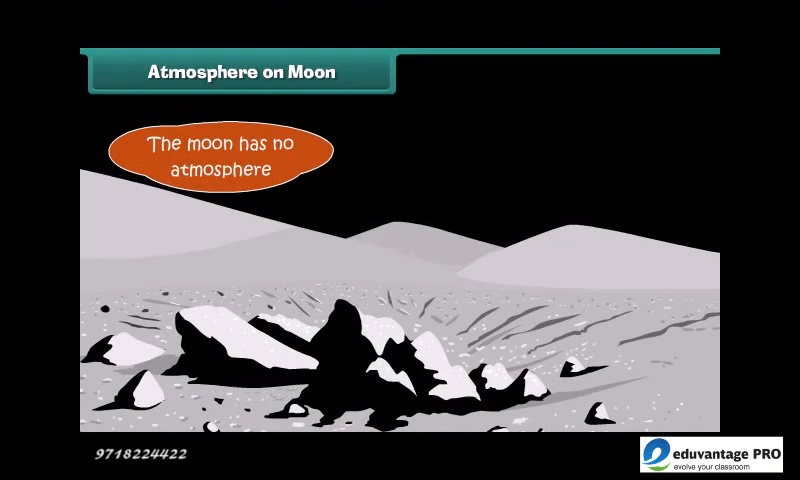 Atmosphere on Moon
The moon has no
atmosphere
9718224422
eduvantage PRO
evolve your classroom